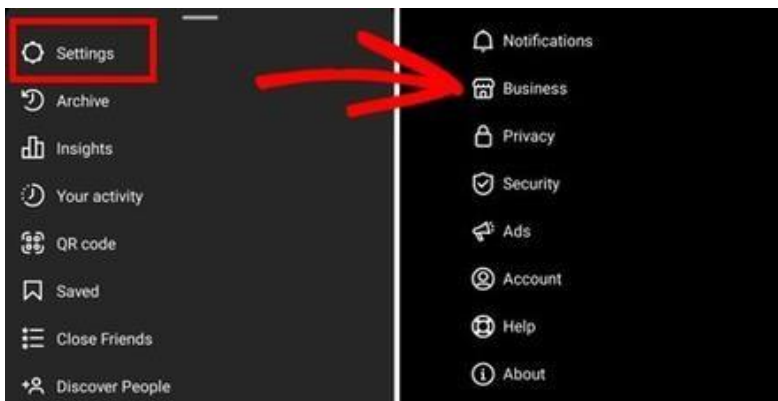 Settings
Archive
Insights
Your activity
QR code
Saved
Close Friends
Discover People
Notifications
Business
Privacy
Security
Ads
Account
Help
About